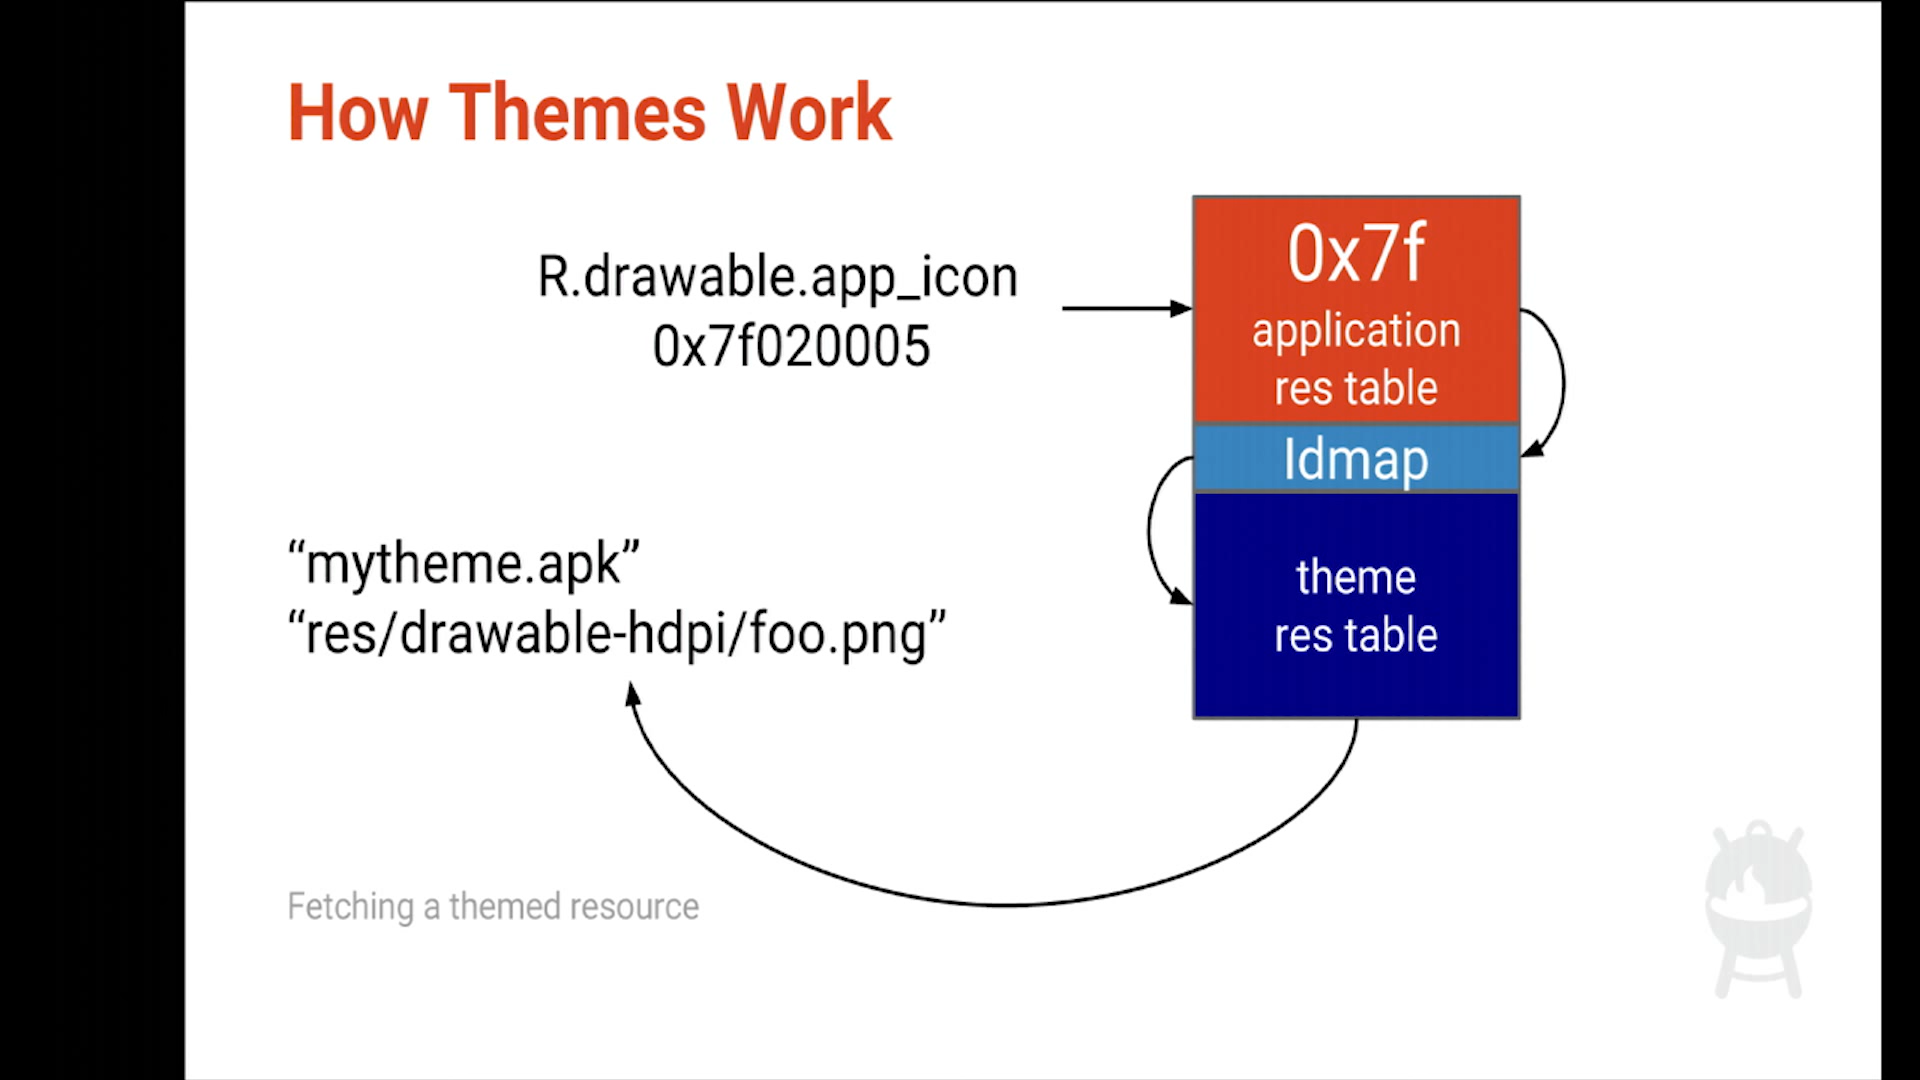 How Themes Work
R.drawable.app_icon
0x7f020005
0x7f
application
res table
Idmap
theme
res table
“mytheme.apk”
“res/drawable-hdpi/foo.png”
Fetching a themed resource